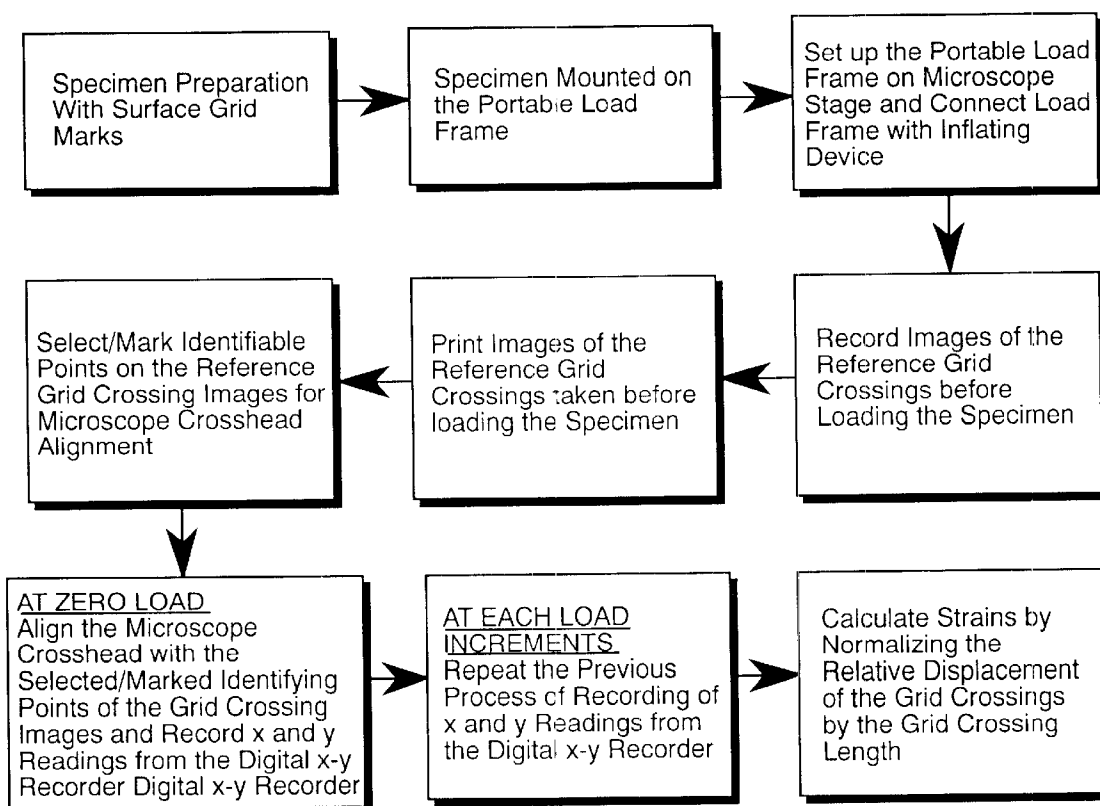 Specimen Preparation
With Surface Grid
Marks
Specimen Mounted on
the Portable Load
Frame
Set up the Portable Load
Frame on Microscope
Stage and Connect Load
Frame with Inflating
Device
Record Images of the
Reference Grid
Crossings before
Loading the Specimen
Print Images of the
Reference Grid
Crossings taken before
loading the Specimen
Select/Mark Identifiable
Points on the Reference
Grid Crossing Images for
Microscope Crosshead
Alignment
AT ZERO LOAD
Align the Microscope
Crosshead with the
Selected/Marked Identifying
Points of the Grid Crossing
Images and Record x and y
Readings from the Digital x-y
Recorder Digital x-y Recorder
AT EACH LOAD
INCREMENTS
Repeat the Previous
Process of Recording of
x and y Readings from
the Digital x-y Recorder
Calculate Strains by
Normalizing the
Relative Displacement
of the Grid Crossings
by the Grid Crossing
Length